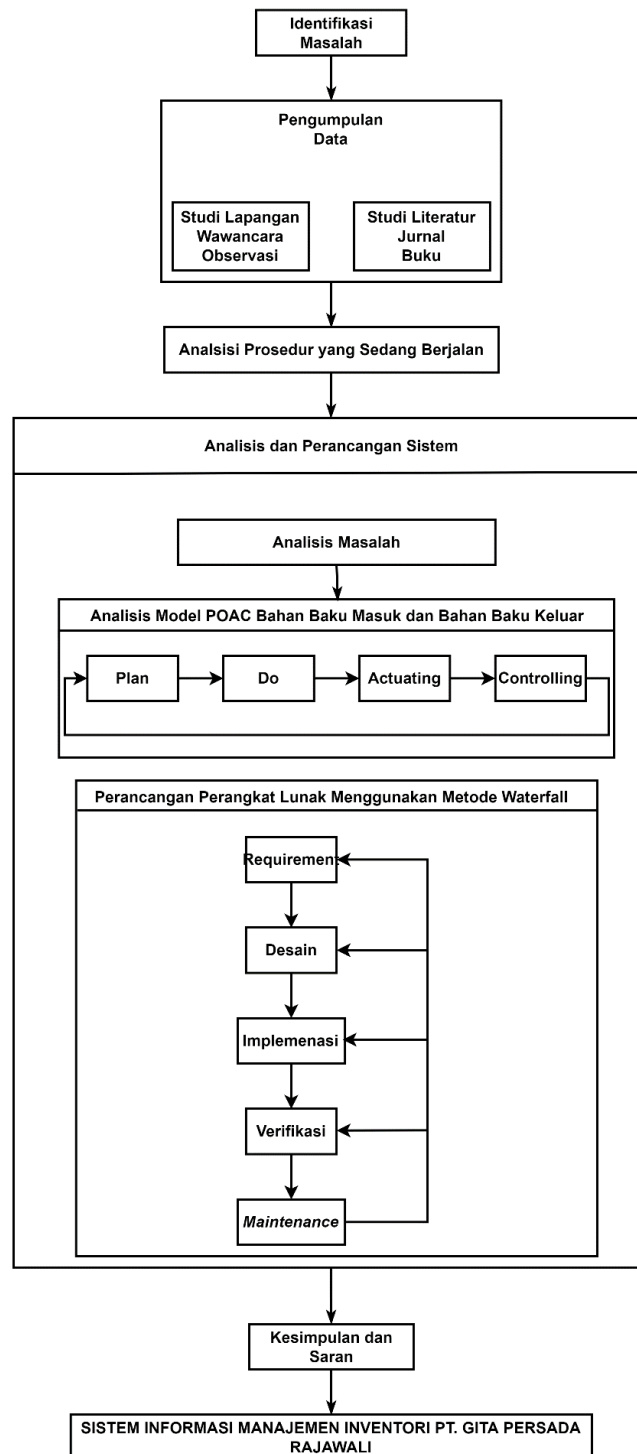 Identifikasi
Masalah
Pengumpulan
Data
Studi Lapangan
Wawancara
Observasi
Studi Literatur
Jurnal
Buku
Analsisi Prosedur yang Sedang Berjalan
Analisis dan Perancangan Sistem
Analisis Masalah
Analisis Model POAC Bahan Baku Masuk dan Bahan Baku Keluar
Plan
Do
Actuating
Controlling
Perancangan Perangkat Lunak Menggunakan Metode Waterfall
Requirement
Desain
Implemenasi
Verifikasi
Maintenance
Kesimpulan dan
Saran
SISTEM INFORMASI MANAJEMEN INVENTORI PT. GITA PERSADA
RAJAWALI